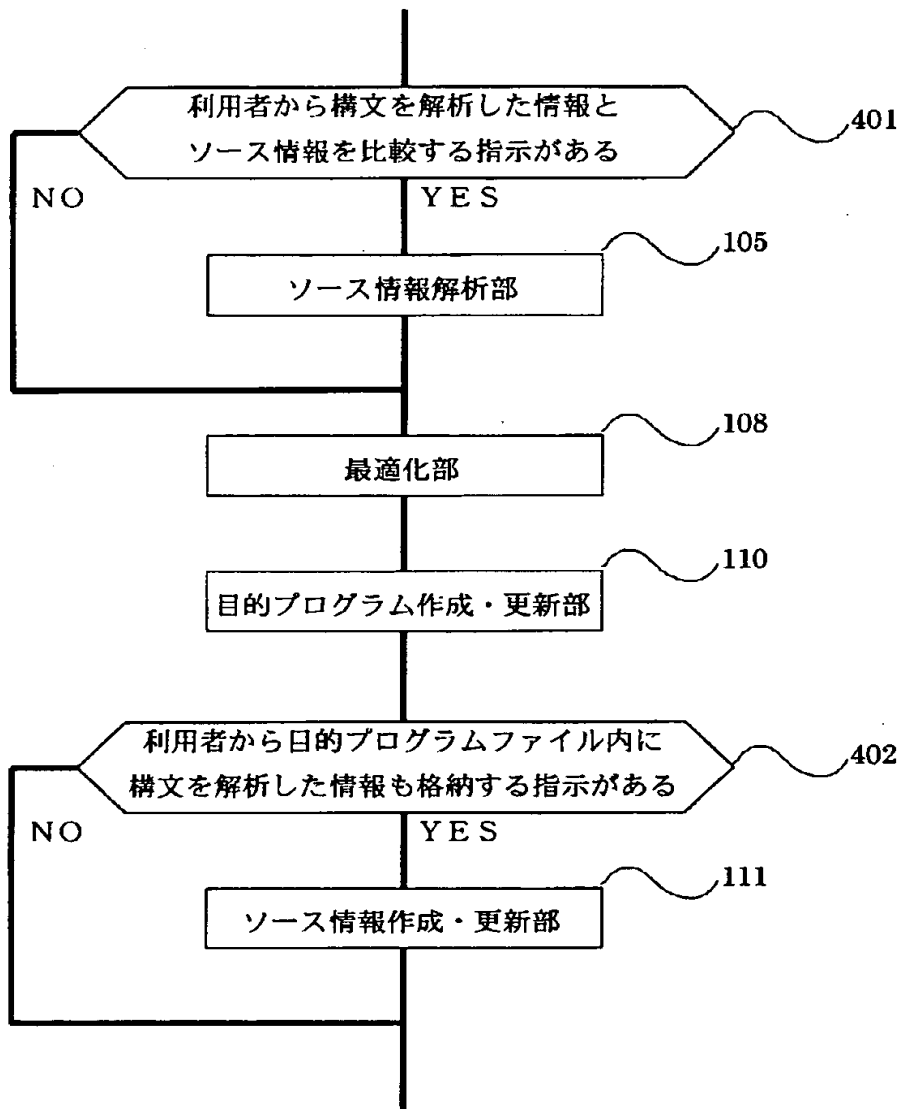 利用者から構文を解析した情報と
ソース情報を比較する指示がある
401
NO
YES
105
ソース情報解析部
108
最適化部
110
目的プログラム作成・更新部
利用者から目的プログラムファイル内に
構文を解析した情報も格納する指示がある
402
NO
YES
111
ソース情報作成・更新部